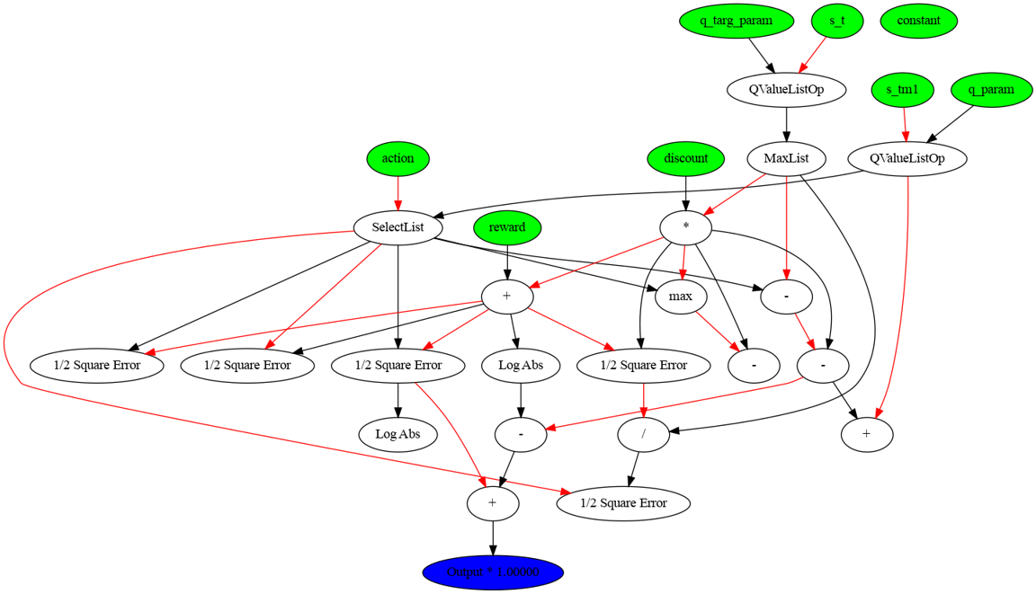 q_targ_param
s_t
constant
QValueListOp
s_tm1
q_param
action
discount
MaxList
QValueListOp
SelectList
reward
*
+
max
-
1/2 Square Error
1/2 Square Error
1/2 Square Error
Log Abs
1/2 Square Error
-
-
Log Abs
-
/
+
+
1/2 Square Error
Output * 1.00000